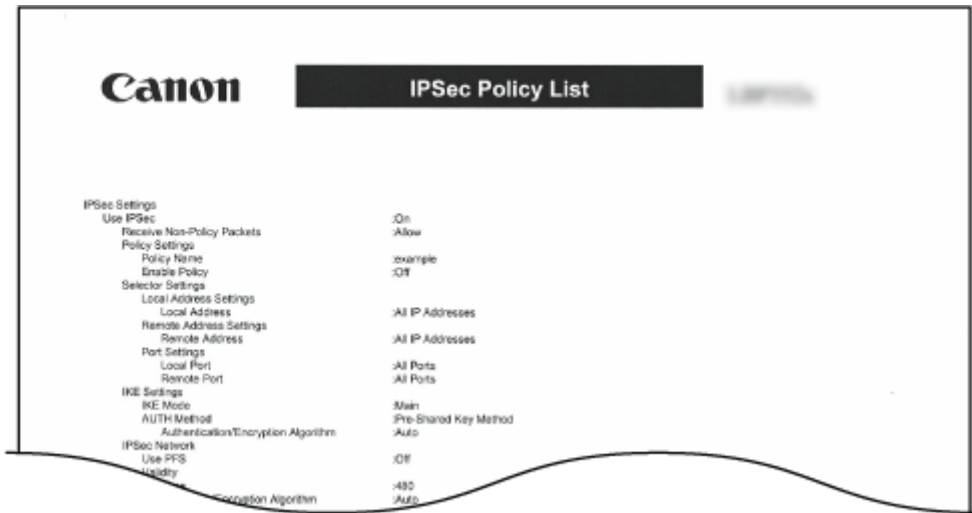 Canon
IPSec Policy List
IPSec Settings
Use IPSec :On
Receive Non-Policy Packets :Allow
Policy Settings
Policy Name :example
Enable Policy :Off
Selector Settings
Local Address Settings
Local Address :All IP Addresses
Remote Address Settings
Remote Address :All IP Addresses
Port Settings
Local Port :All Ports
Remote Port :All Ports
IKE Settings
IKE Mode :Main
AUTH Method :Pre-Shared Key Method
Authentication/Encryption Algorithm :Auto
IPSec Network
Use PFS :Off
Validity
:480
/Encryption Algorithm :Auto